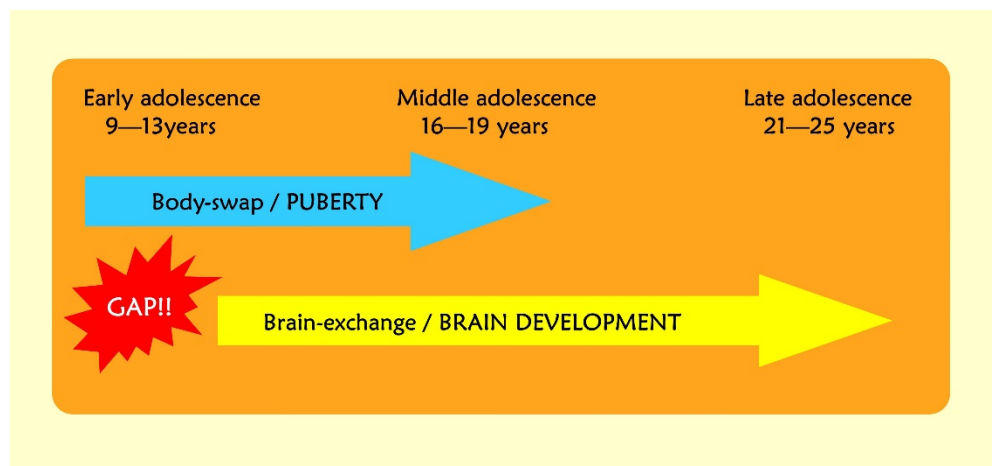 Early adolescence
9—13years
Middle adolescence
16—19 years
Late adolescence
21—25 years
Body-swap / PUBERTY
GAP!!
Brain-exchange / BRAIN DEVELOPMENT